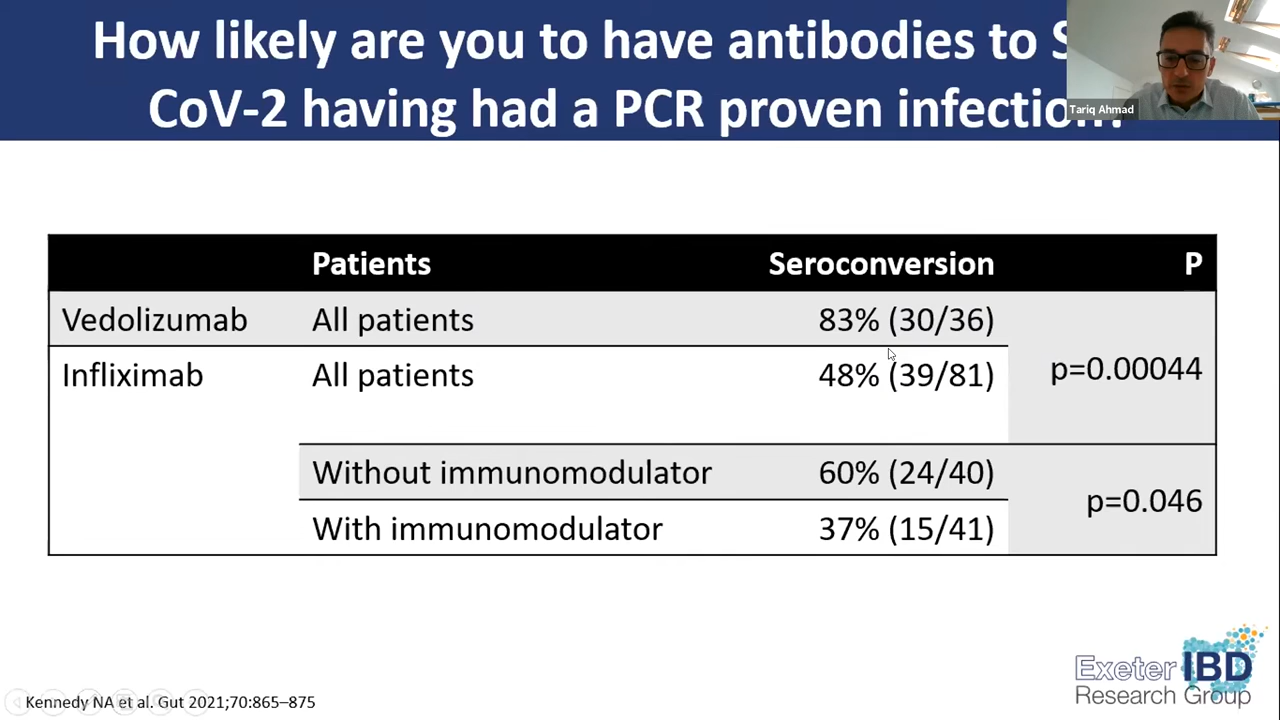 How likely are you to have antibodies to S
CoV-2 having had a PCR proven infection?
Tariq Ahmad
Patients Seroconversion P
Vedolizumab All patients 83% (30/36)
p=0.00044
Infliximab All patients 48% (39/81)
Without immunomodulator 60% (24/40)
p=0.046
With immunomodulator 37% (15/41)
Exeter IBD
Research Group
Kennedy NA et al. Gut 2021;70:865–875